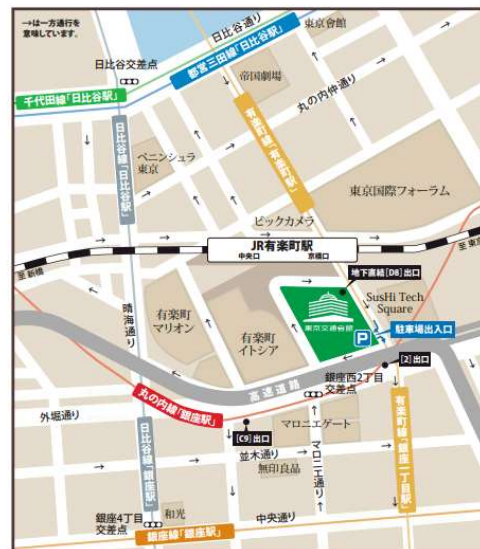 →は一方通行を
意味しています。
日比谷通り
都営三田線「日比谷駅」
東京會館
日比谷交差点
帝国劇場
千代田線「日比谷駅」
丸の内仲通り
日比谷線「日比谷駅」
有楽町線「有楽町駅」
ペニンシュラ
東京
東京国際フォーラム
ビックカメラ
JR有楽町駅
中央口
京橋口
至 新橋
至 東京
地下直結[D8]出口
SusHi Tech
Square
東京交通会館
P
駐車場出入口
晴海通り
有楽町
マリオン
有楽町
イトシア
[2]出口
高速道路
銀座西2丁目
交差点
外堀通り
丸の内線「銀座駅」
[C9]出口
マロニエゲート
並木通り
マロニエ通り
有楽町線「銀座一丁目駅」
日比谷線「銀座駅」
無印良品
和光
銀座4丁目
交差点
中央通り
銀座線「銀座駅」